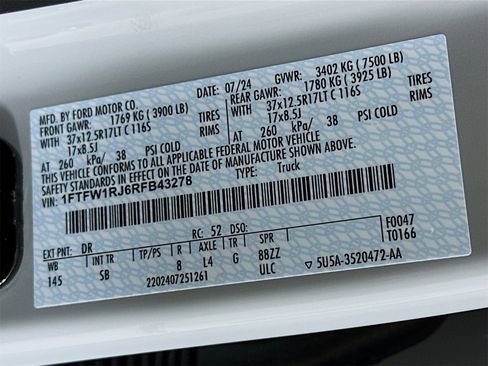 MFD. BY FORD MOTOR CO.
DATE: 07/24 GVWR: 3402 KG ( 7500 LB)
FRONT GAWR: 1769 KG ( 3900 LB) REAR GAWR: 1780 KG ( 3925 LB)
WITH 37x12.5R17LT C 116S TIRES WITH 37x12.5R17LT C 116S TIRES
17x8.5J RIMS 17x8.5J RIMS
AT 260 kPa/ 38 PSI COLD AT 260 kPa/ 38 PSI COLD
THIS VEHICLE CONFORMS TO ALL APPLICABLE FEDERAL MOTOR VEHICLE
SAFETY STANDARDS IN EFFECT ON THE DATE OF MANUFACTURE SHOWN ABOVE.
VIN: 1FTFW1RJ6RFB43278 TYPE: Truck
F0047
T0166
EXT PNT: DR RC: 52 DSO:
WB INT TR TP/PS R AXLE TR SPR
145 SB 8 L4 G 88ZZ
2202407251261 ULC ▽ 5U5A-3520472-AA